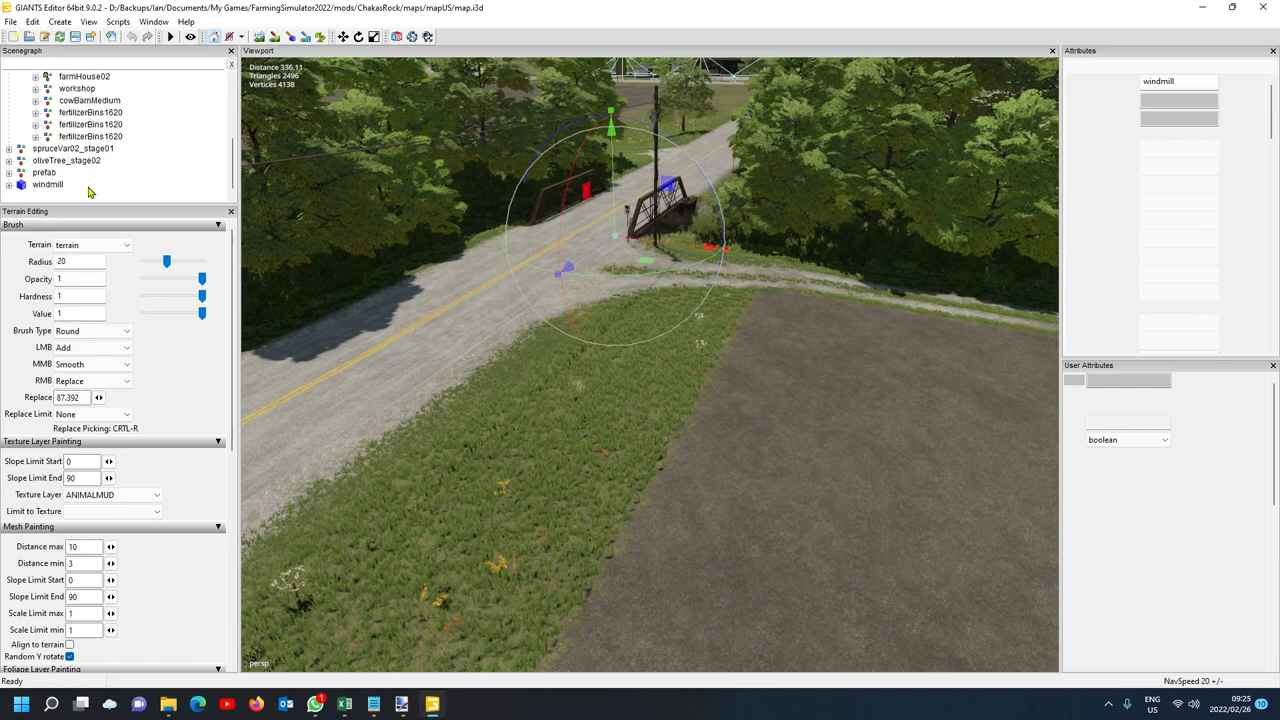 GIANTS Editor 64bit 9.0.2 - D:\Backups\Ian\Documents\My Games\FarmingSimulator2022\mods\ChakasRock\maps\mapUS\map.i3d
File Edit Create View Scripts Window Help
Scenegraph
X
farmHouse02
workshop
cowBarnMedium
fertilizerBins1620
fertilizerBins1620
fertilizerBins1620
spruceVar02_stage01
oliveTree_stage02
prefab
windmill
Terrain Editing
Brush
Terrain terrain
Radius 20
Opacity 1
Hardness 1
Value 1
Brush Type Round
LMB Add
MMB Smooth
RMB Replace
Replace 87.392
Replace Limit None
Replace Picking: CRTL-R
Texture Layer Painting
Slope Limit Start 0
Slope Limit End 90
Texture Layer ANIMALMUD
Limit to Texture
Mesh Painting
Distance max 10
Distance min 3
Slope Limit Start 0
Slope Limit End 90
Scale Limit max 1
Scale Limit min 1
Align to terrain
Random Y rotate
Foliage Layer Painting
Ready
Viewport
Distance 336.11
Triangles 2496
Vertices 4138
persp
Attributes
windmill
User Attributes
boolean
NavSpeed 20 +/-
1
ENG
US
09:25
2022/02/26
10